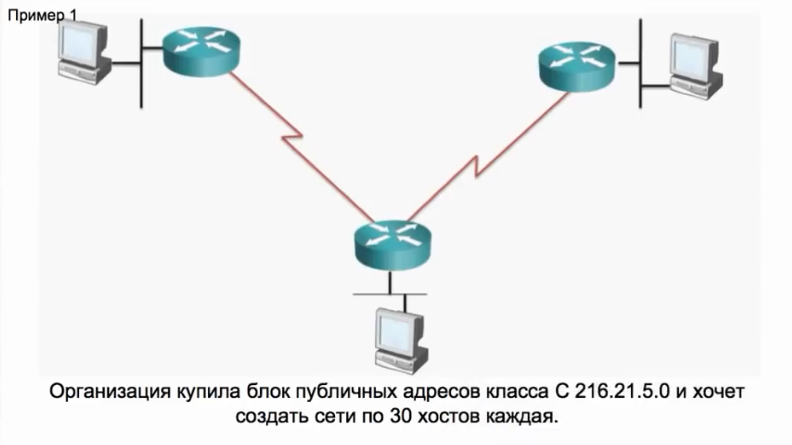 Пример 1
Организация купила блок публичных адресов класса С 216.21.5.0 и хочет
создать сети по 30 хостов каждая.